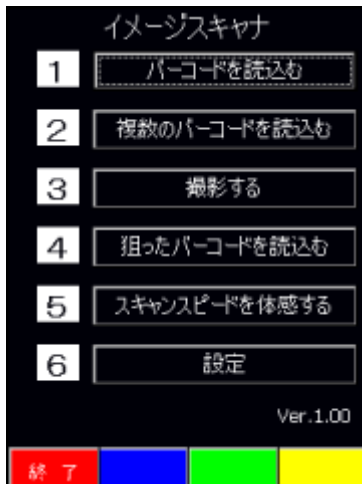 イメージスキャナ
1 バーコードを読込む
2 複数のバーコードを読込む
3 撮影する
4 狙ったバーコードを読込む
5 スキャンスピードを体感する
6 設定
Ver.1.00
終 了